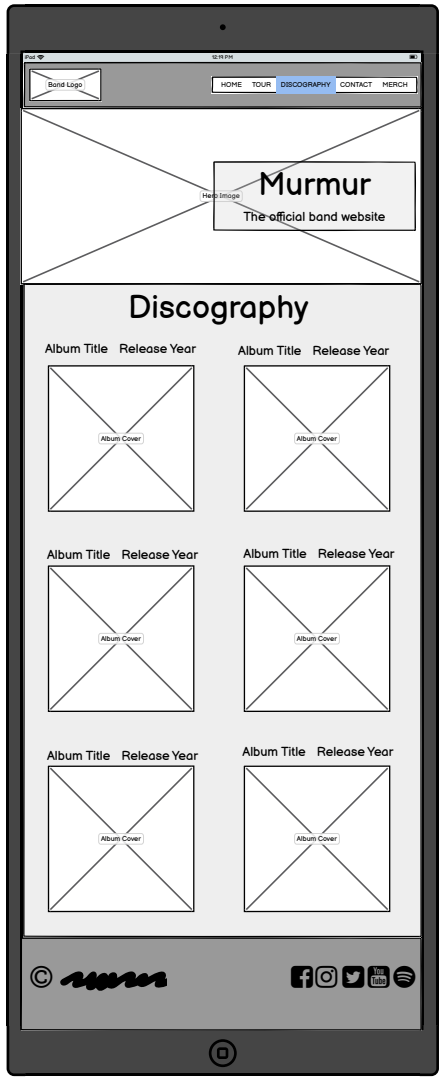 iPad 12:19 PM
Band Logo HOME TOUR DISCOGRAPHY CONTACT MERCH
Murmur
Hero Image
The official band website
Discography
Album Title Release Year Album Title Release Year
Album Cover Album Cover
Album Title Release Year Album Title Release Year
Album Cover Album Cover
Album Title Release Year Album Title Release Year
Album Cover Album Cover
© You Tube